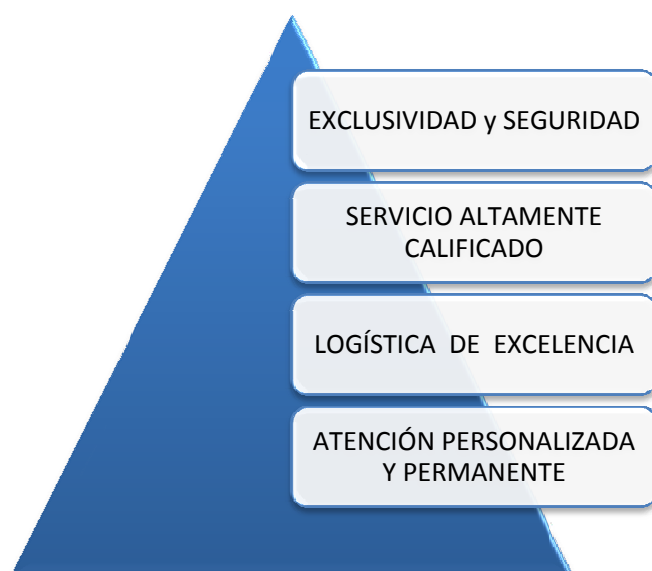 EXCLUSIVIDAD y SEGURIDAD
SERVICIO ALTAMENTE
CALIFICADO
LOGÍSTICA DE EXCELENCIA
ATENCIÓN PERSONALIZADA
Y PERMANENTE